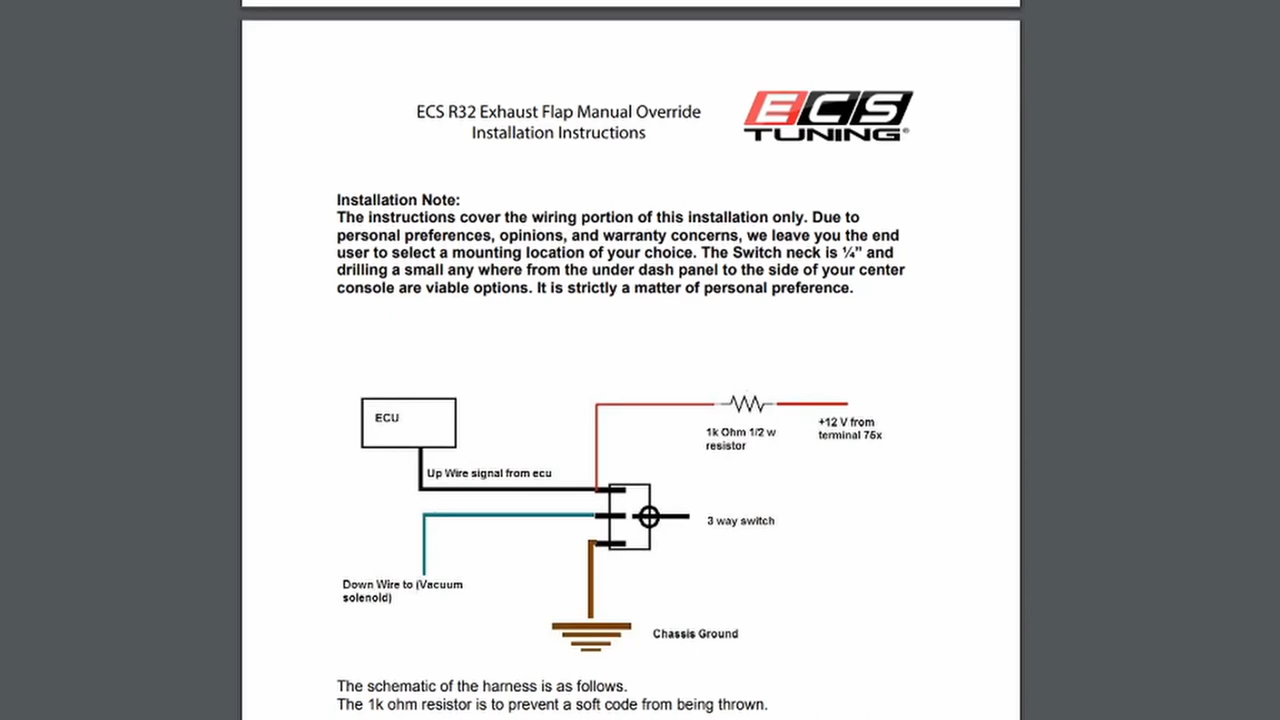 ECS R32 Exhaust Flap Manual Override
Installation Instructions
ECS
TUNING®
Installation Note:
The instructions cover the wiring portion of this installation only. Due to
personal preferences, opinions, and warranty concerns, we leave you the end
user to select a mounting location of your choice. The Switch neck is ¼” and
drilling a small any where from the under dash panel to the side of your center
console are viable options. It is strictly a matter of personal preference.
ECU
1k Ohm 1/2 w
resistor
+12 V from
terminal 75x
Up Wire signal from ecu
3 way switch
Down Wire to (Vacuum
solenoid)
Chassis Ground
The schematic of the harness is as follows.
The 1k ohm resistor is to prevent a soft code from being thrown.